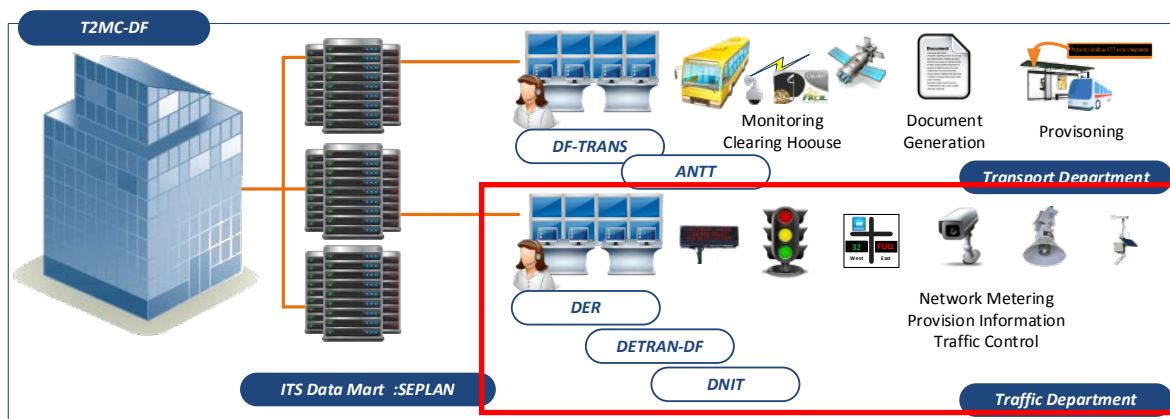 T2MC-DF
DF-TRANS
ANTT
Monitoring
Clearing Hoouse
Document
Document
Generation
Provisoning
Transport Department
DER
DETRAN-DF
DNIT
32
FULL
West
East
Network Metering
Provision Information
Traffic Control
ITS Data Mart :SEPLAN
Traffic Department